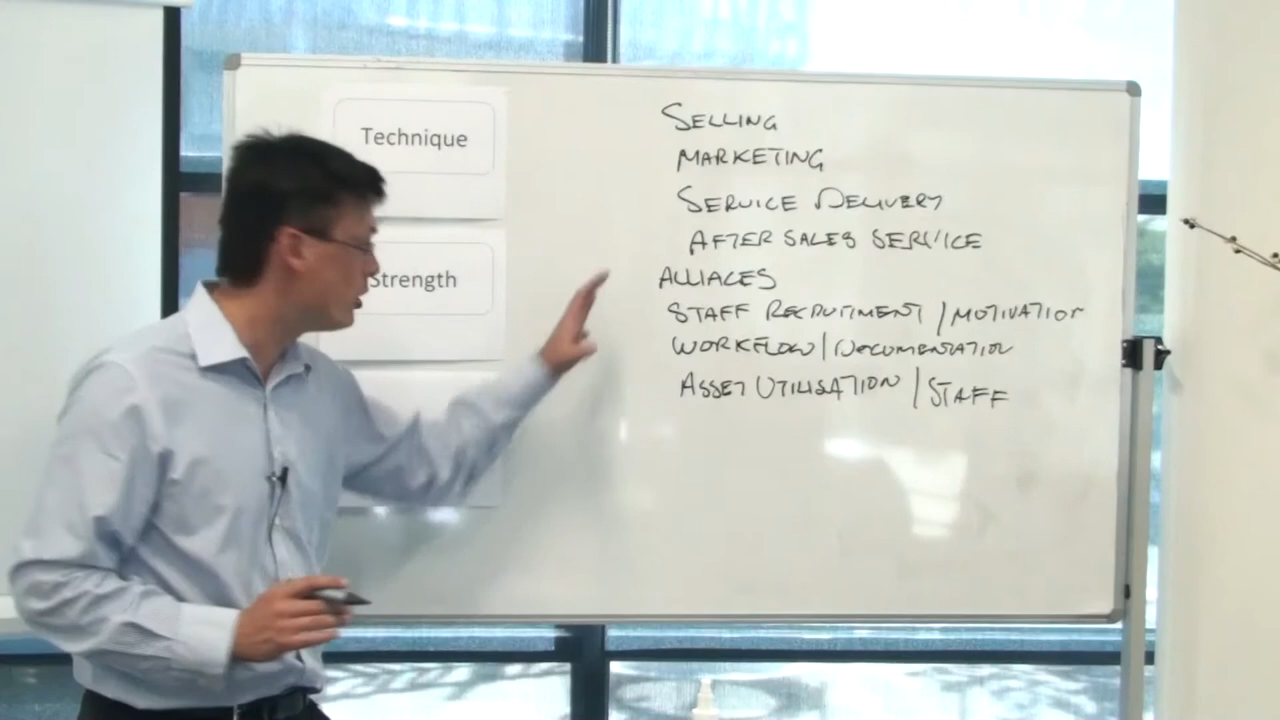 Technique
Strength
SELLING
MARKETING
SERVICE DELIVERY
AFTER SALES SERVICE
ALLIACES
STAFF RECRUITMENT / MOTIVATION
WORKFLOW / DOCUMENTATION
ASSET UTILISATION / STAFF